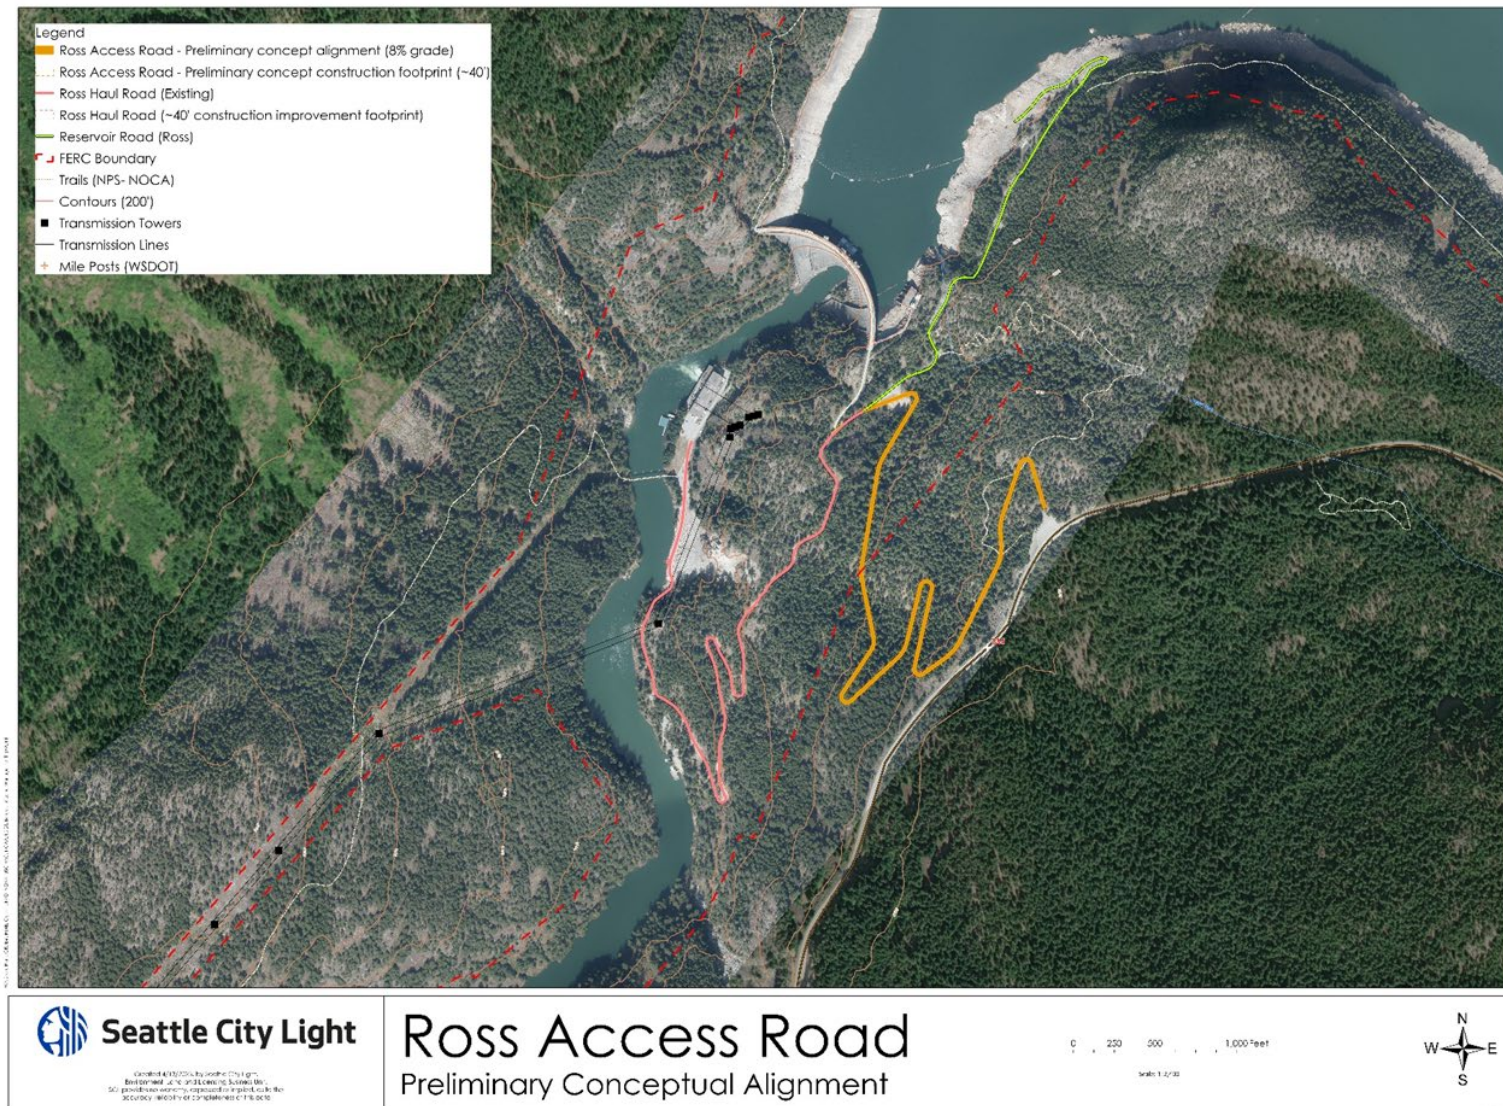 Legend
Ross Access Road - Preliminary concept alignment (8% grade)
Ross Access Road - Preliminary concept construction footprint (~40')
Ross Haul Road (Existing)
Ross Haul Road (~40' construction improvement footprint)
Reservoir Road (Ross)
FERC Boundary
Trails (NPS- NOCA)
Contours (200')
Transmission Towers
Transmission Lines
Mile Posts (WSDOT)
Seattle City Light
Ross Access Road
Preliminary Conceptual Alignment
0 250 500 1,000 Feet
N
W E
S